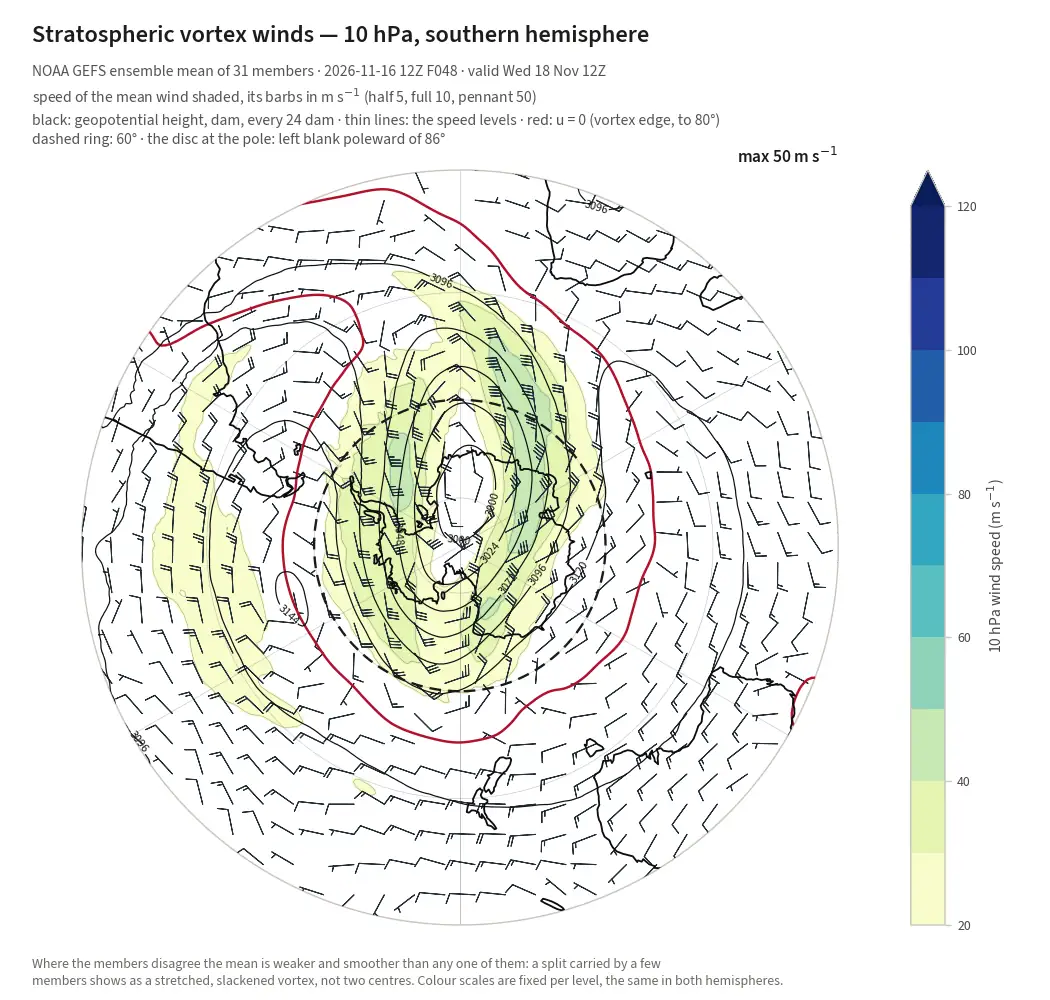 Stratospheric vortex winds — 10 hPa, southern hemisphere
NOAA GEFS ensemble mean of 31 members · 2026-11-16 12Z F048 · valid Wed 18 Nov 12Z
speed of the mean wind shaded, its barbs in m s⁻¹ (half 5, full 10, pennant 50)
black: geopotential height, dam, every 24 dam · thin lines: the speed levels · red: u = 0 (vortex edge, to 80°)
dashed ring: 60° · the disc at the pole: left blank poleward of 86°
max 50 m s⁻¹
3096
3096
3000
3000
3024
3048
3072
3096
3120
3144
3096
120
100
80
60
40
20
10 hPa wind speed (m s⁻¹)
Where the members disagree the mean is weaker and smoother than any one of them: a split carried by a few
members shows as a stretched, slackened vortex, not two centres. Colour scales are fixed per level, the same in both hemispheres.